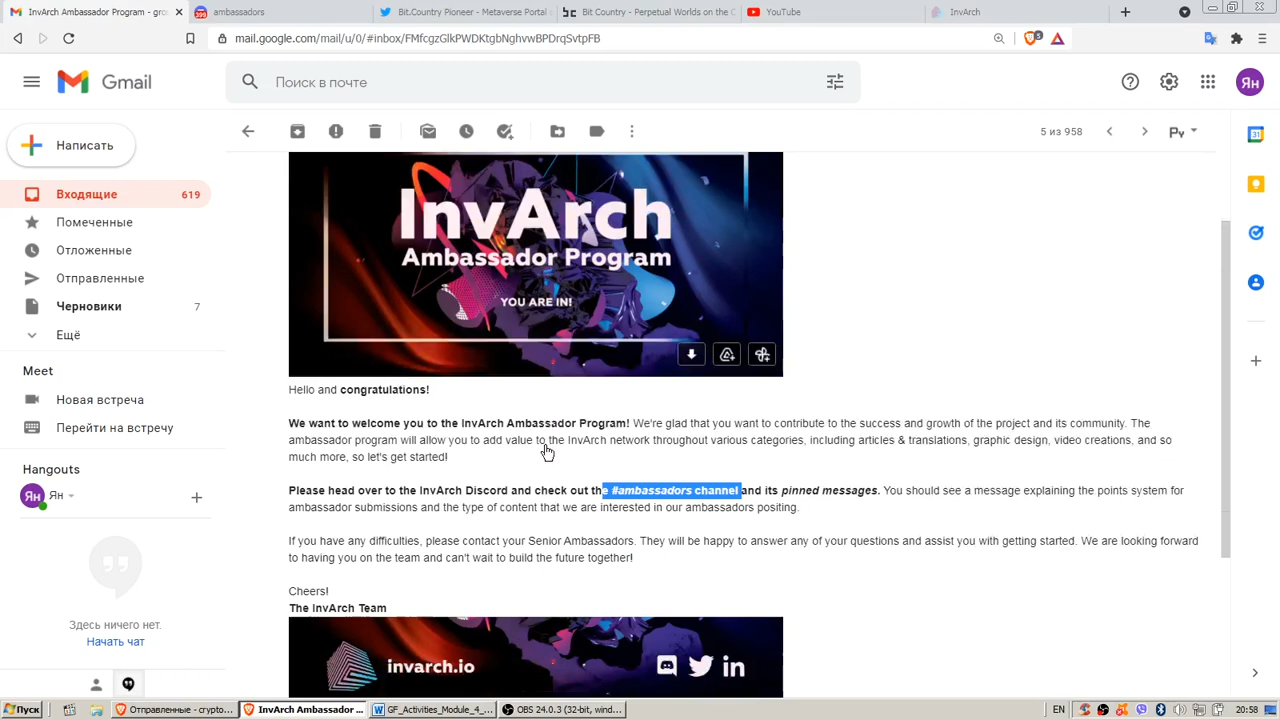 InvArch Ambassador Program - gros
399
ambassadors
Bit.Country Pioneer - Metaverse Portal
Bit Country - Perpetual Worlds on the C
YouTube
InvArch
mail.google.com/mail/u/0/#inbox/FMfcgzGlkPWDKtgbNghvwBPDrqSvtpFB
5
Gmail
Поиск в почте
Ян
Написать
5 из 958
Входящие 619
Помеченные
Отложенные
Отправленные
Черновики 7
Ещё
Meet
Новая встреча
Перейти на встречу
Hangouts
Ян Ян
Здесь ничего нет.
Начать чат
InvArch
Ambassador Program
YOU ARE IN!
Hello and congratulations!
We want to welcome you to the InvArch Ambassador Program! We're glad that you want to contribute to the success and growth of the project and its community. The
ambassador program will allow you to add value to the InvArch network throughout various categories, including articles & translations, graphic design, video creations, and so
much more, so let's get started!
Please head over to the InvArch Discord and check out the #ambassadors channel and its pinned messages. You should see a message explaining the points system for
ambassador submissions and the type of content that we are interested in our ambassadors positing.
If you have any difficulties, please contact your Senior Ambassadors. They will be happy to answer any of your questions and assist you with getting started. We are looking forward
to having you on the team and can't wait to build the future together!
Cheers!
The InvArch Team
invarch.io
Пуск
Отправленные - crypto...
InvArch Ambassador ...
GF_Activities_Module_4_...
OBS 24.0.3 (32-bit, wind...
EN
20:58